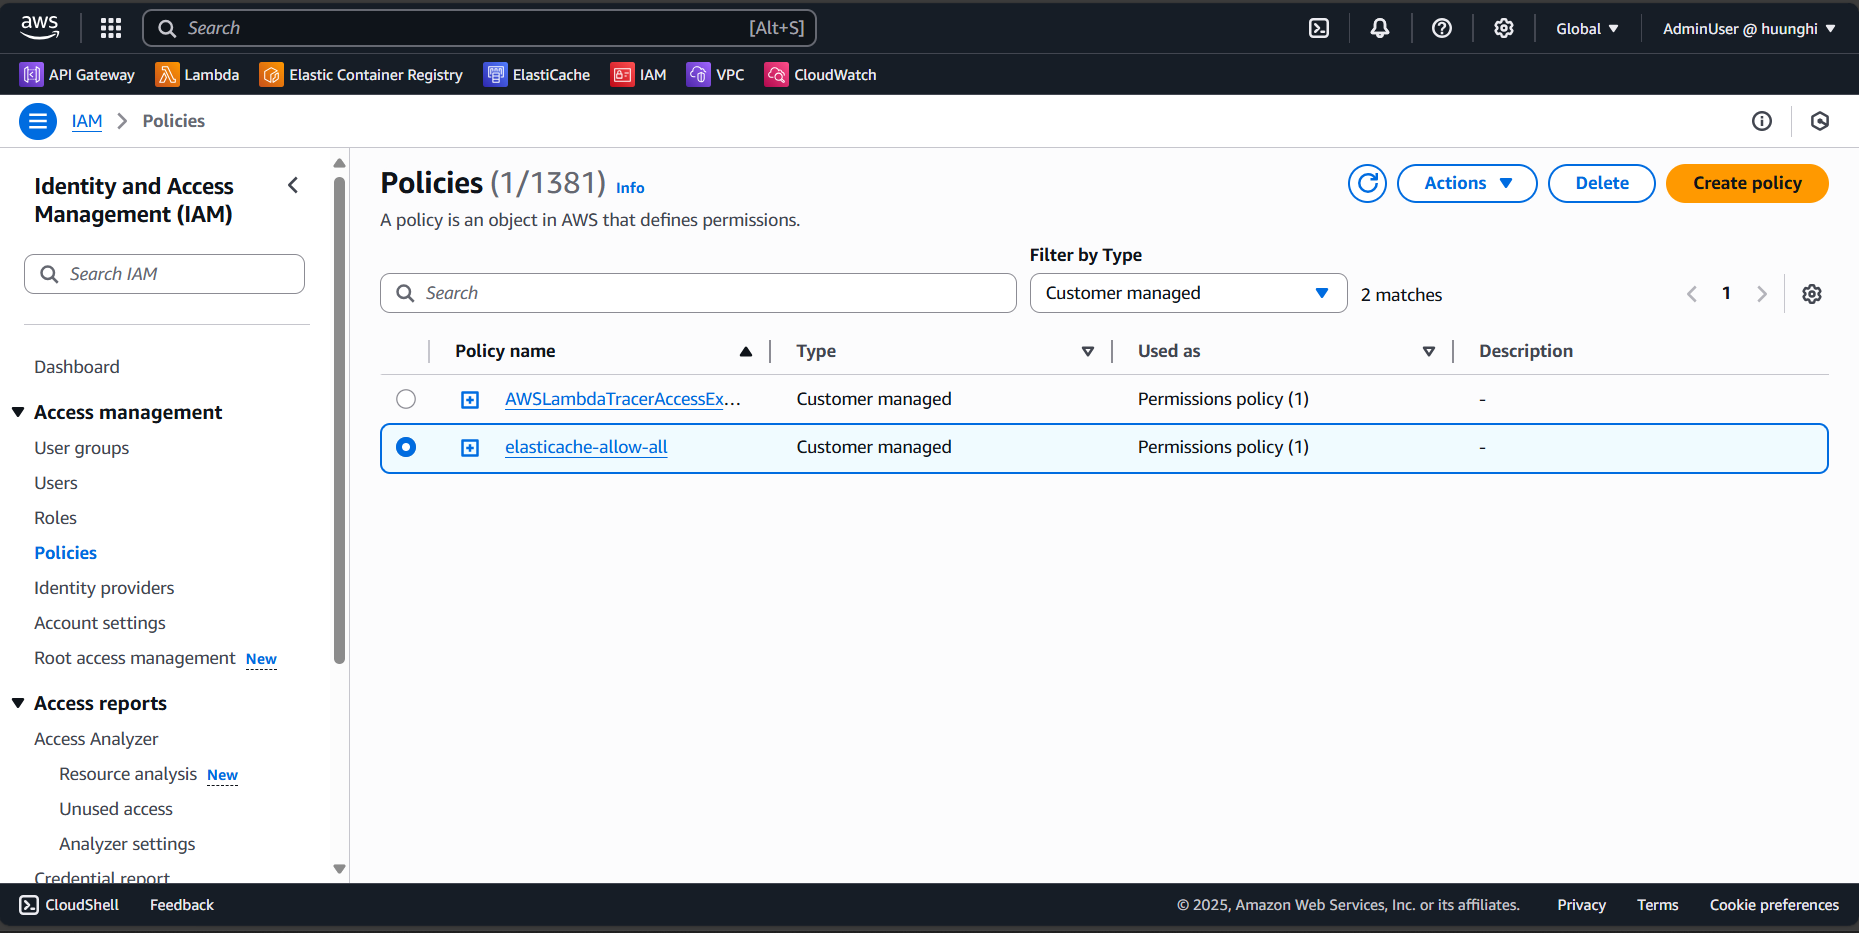 aws
Search [Alt+S] Global AdminUser @ huunghi
API Gateway Lambda Elastic Container Registry ElastiCache IAM VPC CloudWatch
IAM Policies
Identity and Access
Management (IAM)
Search IAM
Dashboard
Access management
User groups
Users
Roles
Policies
Identity providers
Account settings
Root access management New
Access reports
Access Analyzer
Resource analysis New
Unused access
Analyzer settings
Credential report
Policies (1/1381) Info
Actions Delete Create policy
A policy is an object in AWS that defines permissions.
Filter by Type
Search Customer managed 2 matches 1
Policy name Type Used as Description
AWSLambdaTracerAccessEx... Customer managed Permissions policy (1) -
elasticache-allow-all Customer managed Permissions policy (1) -
CloudShell Feedback © 2025, Amazon Web Services, Inc. or its affiliates. Privacy Terms Cookie preferences